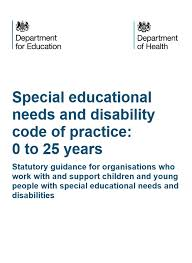 Department
for Education
Department
of Health
Special educational
needs and disability
code of practice:
0 to 25 years
Statutory guidance for organisations who
work with and support children and young
people with special educational needs and
disabilities